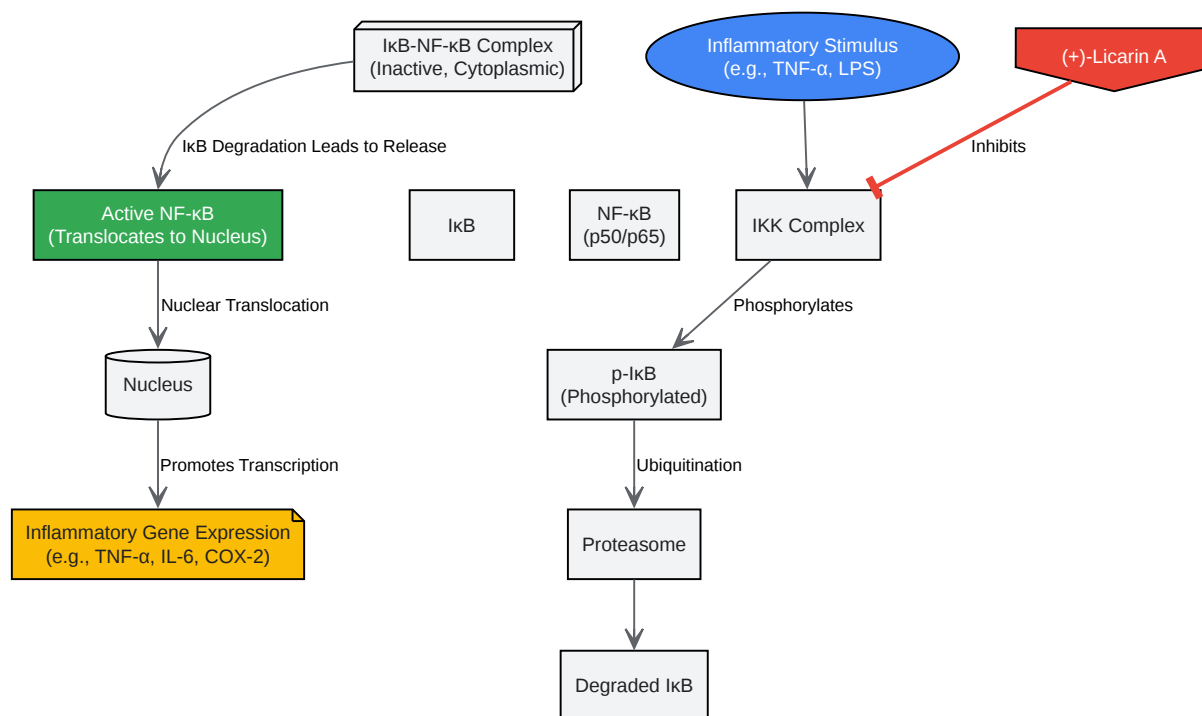 IκB-NF-κB Complex
(Inactive, Cytoplasmic)
Inflammatory Stimulus
(e.g., TNF-α, LPS)
(+)-Licarin A
IκB Degradation Leads to Release
Inhibits
Active NF-κB
(Translocates to Nucleus)
IκB
NF-κB
(p50/p65)
IKK Complex
Nuclear Translocation
Phosphorylates
Nucleus
p-IκB
(Phosphorylated)
Promotes Transcription
Ubiquitination
Inflammatory Gene Expression
(e.g., TNF-α, IL-6, COX-2)
Proteasome
Degraded IκB